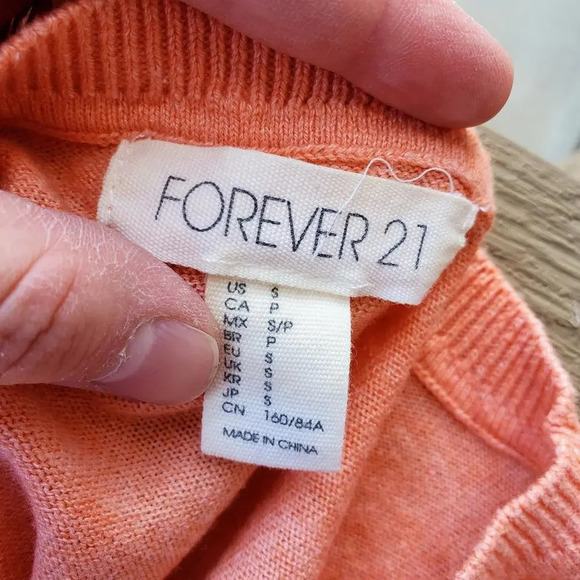 FOREVER 21
US S
CA P
MX S/P
BR P
EU S
UK S
KR S
JP S
CN 160/84A
MADE IN CHINA